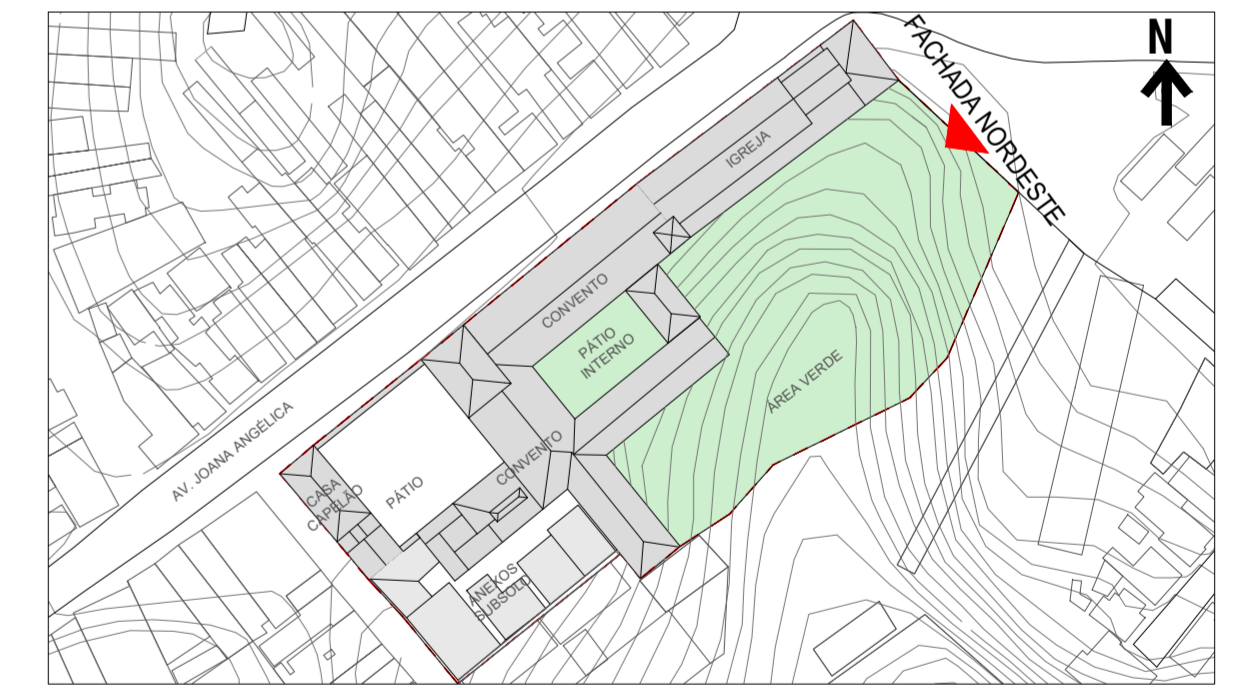 N
FACHADA NORDESTE
IGREJA
CONVENTO
PÁTIO
INTERNO
ÁREA VERDE
AV. JOANA ANGÉLICA
CONVENTO
CASA
CAPELÃO
PÁTIO
ANEXOS
SUBSOLO